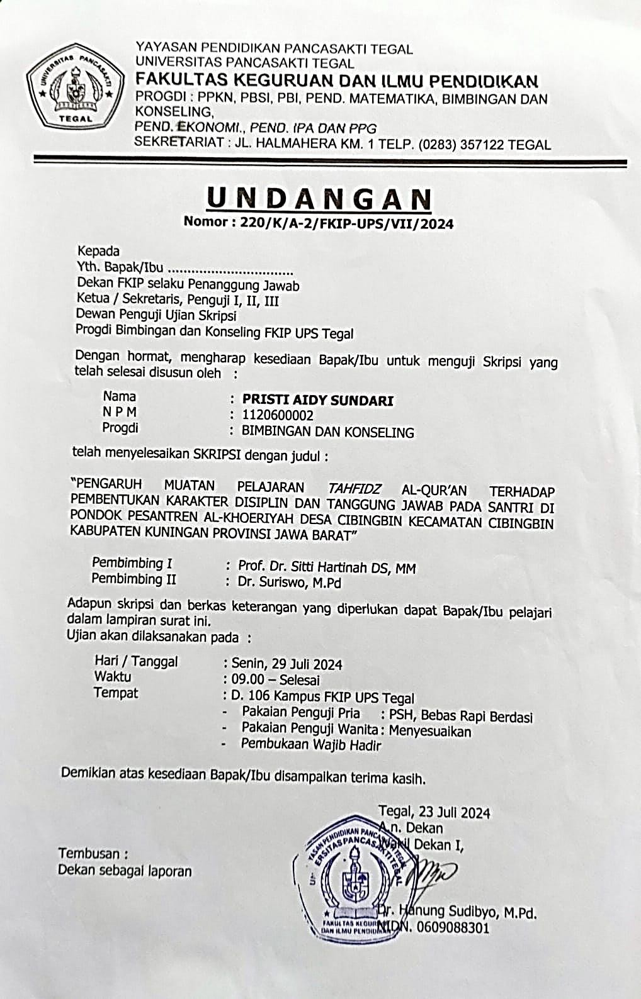 UNIVERSITAS PANCASAKTI
TEGAL
YAYASAN PENDIDIKAN PANCASAKTI TEGAL
UNIVERSITAS PANCASAKTI TEGAL
FAKULTAS KEGURUAN DAN ILMU PENDIDIKAN
PROGDI : PPKN, PBSI, PBI, PEND. MATEMATIKA, BIMBINGAN DAN
KONSELING,
PEND. EKONOMI., PEND. IPA DAN PPG
SEKRETARIAT : JL. HALMAHERA KM. 1 TELP. (0283) 357122 TEGAL
UNDANGAN
Nomor : 220/K/A-2/FKIP-UPS/VII/2024
Kepada
Yth. Bapak/Ibu ................................
Dekan FKIP selaku Penanggung Jawab
Ketua / Sekretaris, Penguji I, II, III
Dewan Penguji Ujian Skripsi
Progdi Bimbingan dan Konseling FKIP UPS Tegal
Dengan hormat, mengharap kesediaan Bapak/Ibu untuk menguji Skripsi yang
telah selesai disusun oleh :
Nama : PRISTI AIDY SUNDARI
N P M : 1120600002
Progdi : BIMBINGAN DAN KONSELING
telah menyelesaikan SKRIPSI dengan judul :
"PENGARUH MUATAN PELAJARAN TAHFIDZ AL-QUR'AN TERHADAP
PEMBENTUKAN KARAKTER DISIPLIN DAN TANGGUNG JAWAB PADA SANTRI DI
PONDOK PESANTREN AL-KHOERIYAH DESA CIBINGBIN KECAMATAN CIBINGBIN
KABUPATEN KUNINGAN PROVINSI JAWA BARAT"
Pembimbing I : Prof. Dr. Sitti Hartinah DS, MM
Pembimbing II : Dr. Suriswo, M.Pd
Adapun skripsi dan berkas keterangan yang diperlukan dapat Bapak/Ibu pelajari
dalam lampiran surat ini.
Ujian akan dilaksanakan pada :
Hari / Tanggal : Senin, 29 Juli 2024
Waktu : 09.00 – Selesai
Tempat : D. 106 Kampus FKIP UPS Tegal
- Pakaian Penguji Pria : PSH, Bebas Rapi Berdasi
- Pakaian Penguji Wanita : Menyesuaikan
- Pembukaan Wajib Hadir
Demikian atas kesediaan Bapak/Ibu disampaikan terima kasih.
Tegal, 23 Juli 2024
A.n. Dekan
Wakil Dekan I,
Tembusan :
Dekan sebagai laporan
YASAN PENDIDIKAN PANCASAKTI TEGAL
ERSITAS PANCASAKTI TEGAL
FAKULTAS KEGUR
DAN ILMU PENDIDI
Dr. Hanung Sudibyo, M.Pd.
NIDN. 0609088301